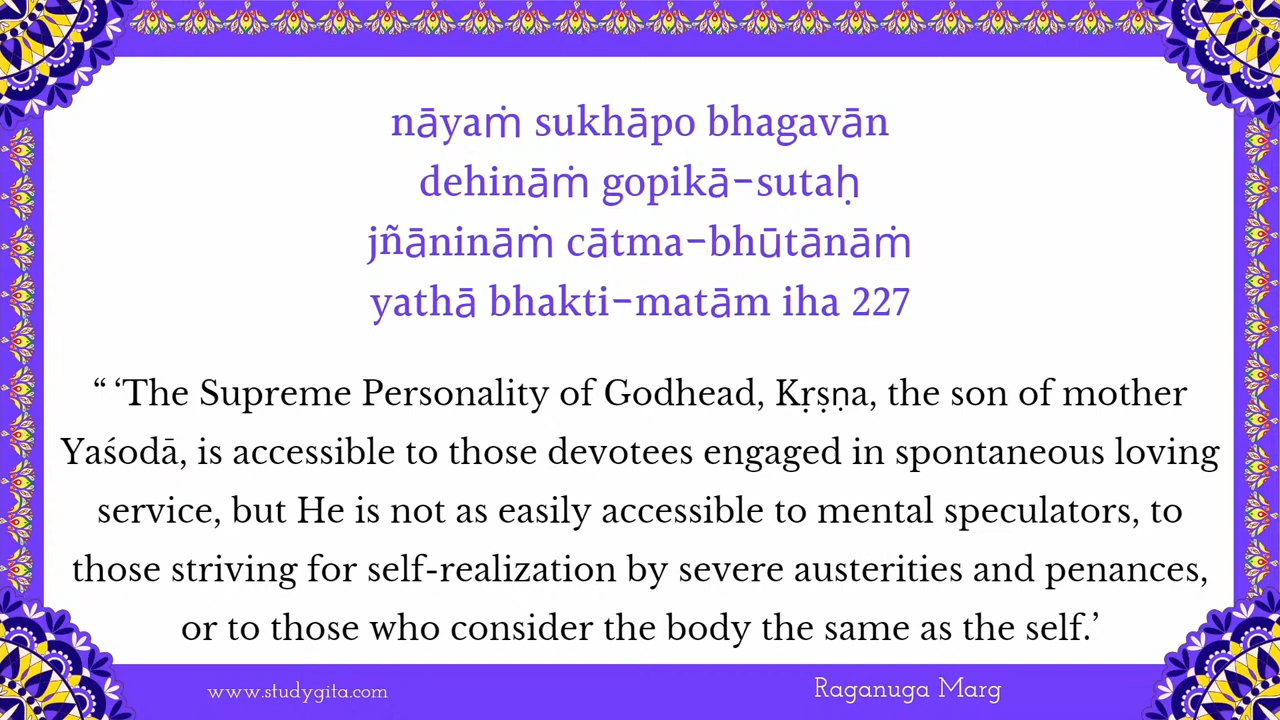 nāyaṁ sukhāpo bhagavān
dehināṁ gopikā-sutaḥ
jñānināṁ cātma-bhūtānāṁ
yathā bhakti-matām iha 227
“ ‘The Supreme Personality of Godhead, Kṛṣṇa, the son of mother
Yaśodā, is accessible to those devotees engaged in spontaneous loving
service, but He is not as easily accessible to mental speculators, to
those striving for self-realization by severe austerities and penances,
or to those who consider the body the same as the self.’
www.studygita.com
Raganuga Marg